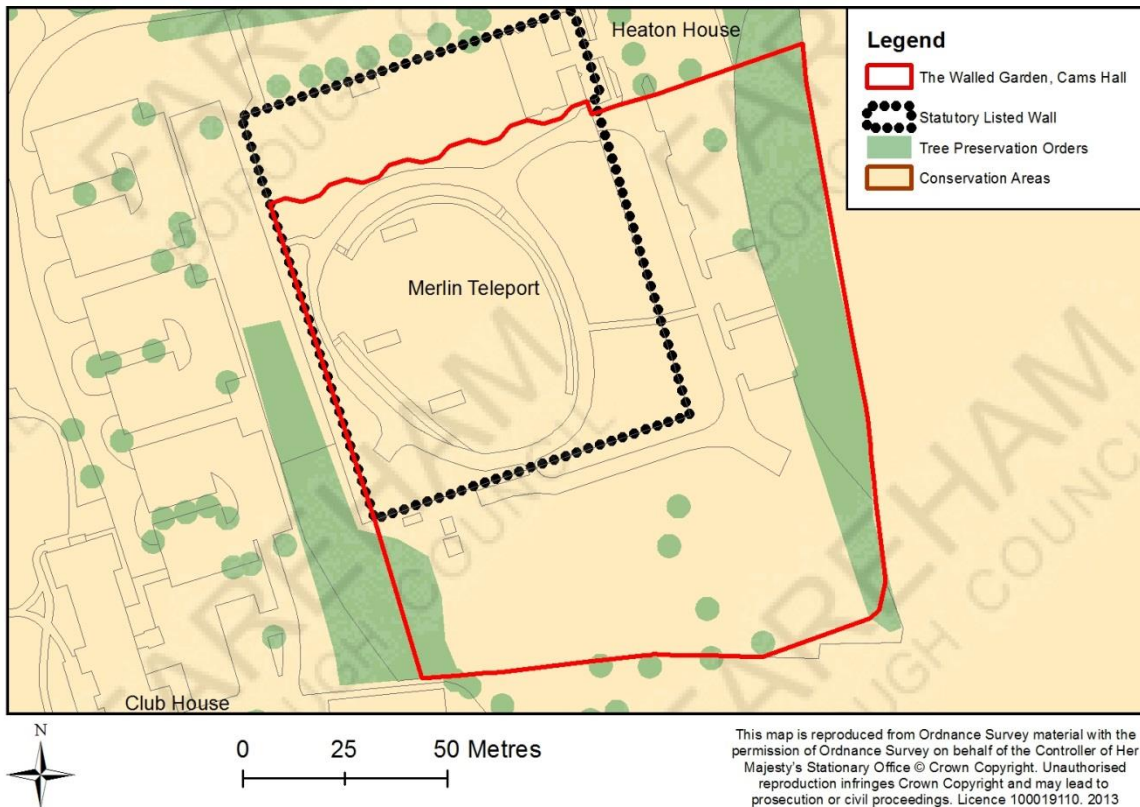 Heaton House
Merlin Teleport
Club House
Legend
The Walled Garden, Cams Hall
Statutory Listed Wall
Tree Preservation Orders
Conservation Areas
FAREHAM
BOROUGH COUNCIL
N
0 25 50 Metres
This map is reproduced from Ordnance Survey material with the
permission of Ordnance Survey on behalf of the Controller of Her
Majesty's Stationary Office © Crown Copyright. Unauthorised
reproduction infringes Crown Copyright and may lead to
prosecution or civil proceedings. Licence 100019110. 2013